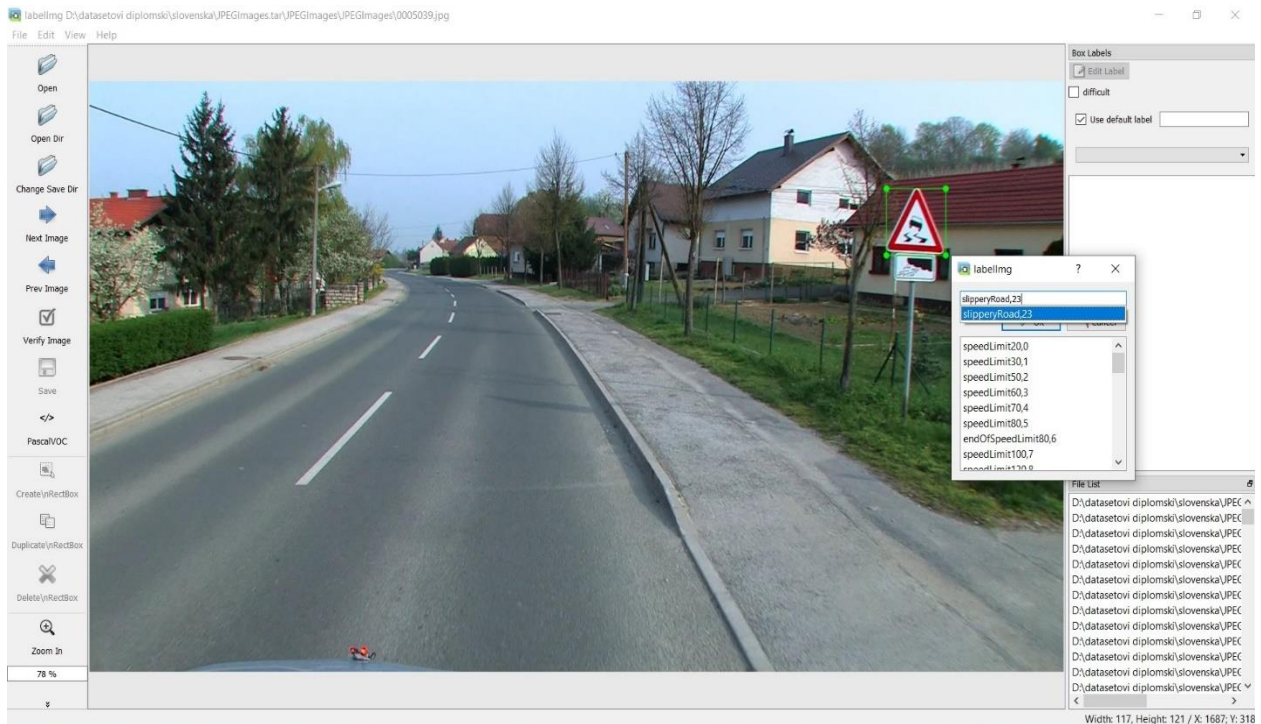 labelImg D:\datasetovi diplomski\slovenska\JPEGImages.tar\JPEGImages\JPEGImages\0005039.jpg
File Edit View Help
Open
Open Dir
Change Save Dir
Next Image
Prev Image
Verify Image
Save
</>
PascalVOC
Create\nRectBox
Duplicate\nRectBox
Delete\nRectBox
Zoom In
78 %
Box Labels
Edit Label
difficult
Use default label
labelImg ? X
slipperyRoad,23
slipperyRoad,23
speedLimit20,0
speedLimit30,1
speedLimit50,2
speedLimit60,3
speedLimit70,4
speedLimit80,5
endOfSpeedLimit80,6
speedLimit100,7
speedLimit120,8
File List
D:\datasetovi diplomski\slovenska\JPEG
D:\datasetovi diplomski\slovenska\JPEG
D:\datasetovi diplomski\slovenska\JPEG
D:\datasetovi diplomski\slovenska\JPEG
D:\datasetovi diplomski\slovenska\JPEG
D:\datasetovi diplomski\slovenska\JPEG
D:\datasetovi diplomski\slovenska\JPEG
D:\datasetovi diplomski\slovenska\JPEG
D:\datasetovi diplomski\slovenska\JPEG
D:\datasetovi diplomski\slovenska\JPEG
D:\datasetovi diplomski\slovenska\JPEG
D:\datasetovi diplomski\slovenska\JPEG
D:\datasetovi diplomski\slovenska\JPEG
Width: 117, Height: 121 / X: 1687; Y: 318